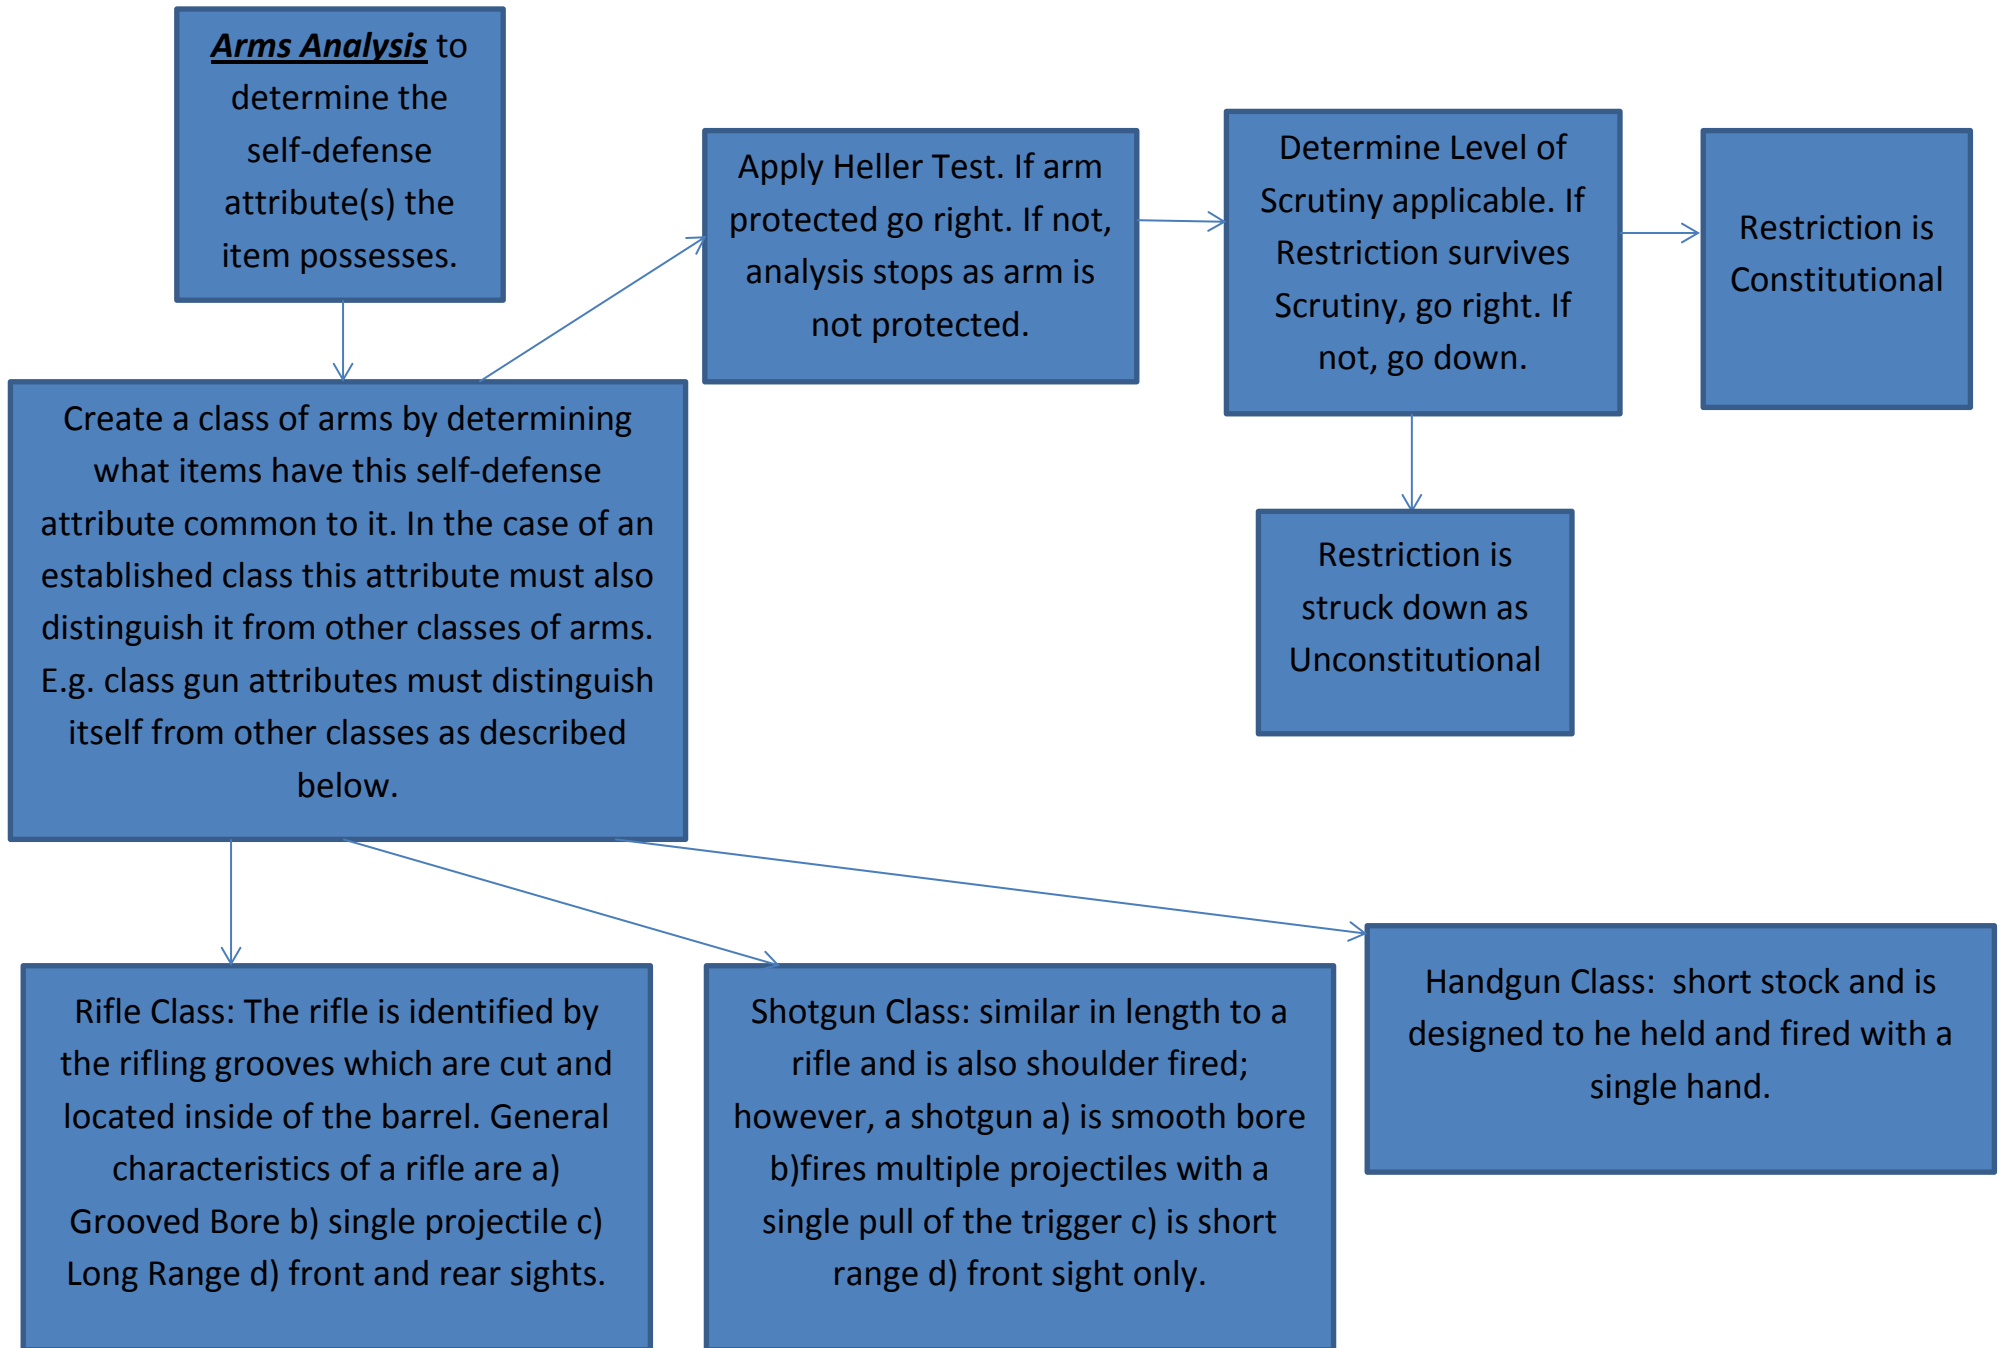 Arms Analysis to
determine the
self-defense
attribute(s) the
item possesses.
Apply Heller Test. If arm
protected go right. If not,
analysis stops as arm is
not protected.
Determine Level of
Scrutiny applicable. If
Restriction survives
Scrutiny, go right. If
not, go down.
Restriction is
Constitutional
Create a class of arms by determining
what items have this self-defense
attribute common to it. In the case of an
established class this attribute must also
distinguish it from other classes of arms.
E.g. class gun attributes must distinguish
itself from other classes as described
below.
Restriction is
struck down as
Unconstitutional
Rifle Class: The rifle is identified by
the rifling grooves which are cut and
located inside of the barrel. General
characteristics of a rifle are a)
Grooved Bore b) single projectile c)
Long Range d) front and rear sights.
Shotgun Class: similar in length to a
rifle and is also shoulder fired;
however, a shotgun a) is smooth bore
b)fires multiple projectiles with a
single pull of the trigger c) is short
range d) front sight only.
Handgun Class:  short stock and is
designed to he held and fired with a
single hand.